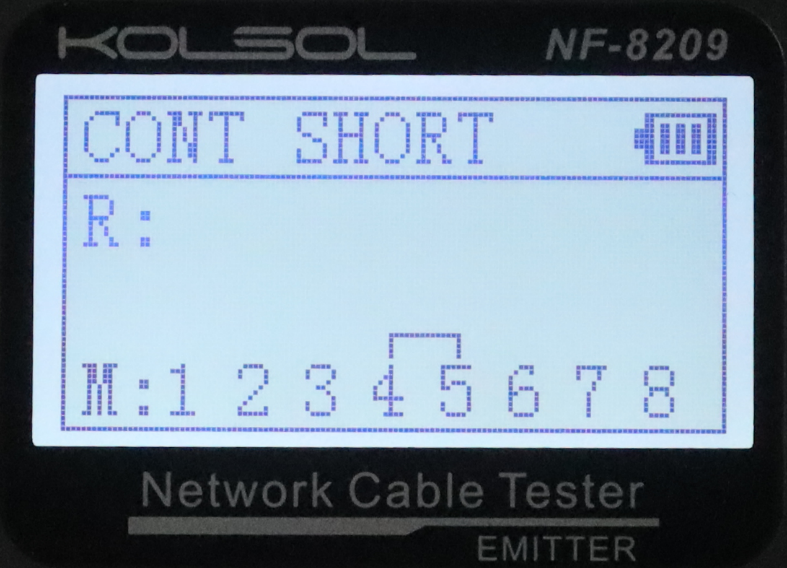 KOLSOL NF-8209
CONT SHORT
R:
M:1 2 3 4 5 6 7 8
Network Cable Tester
EMITTER